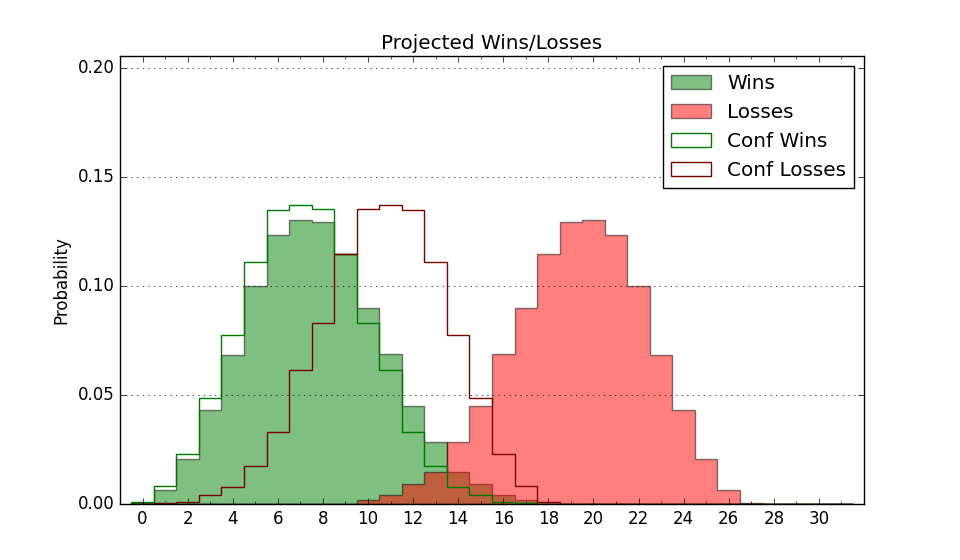 Projected Wins/Losses
0.20
0.15
0.10
0.05
0.00
Probability
Wins
Losses
Conf Wins
Conf Losses
0 2 4 6 8 10 12 14 16 18 20 22 24 26 28 30